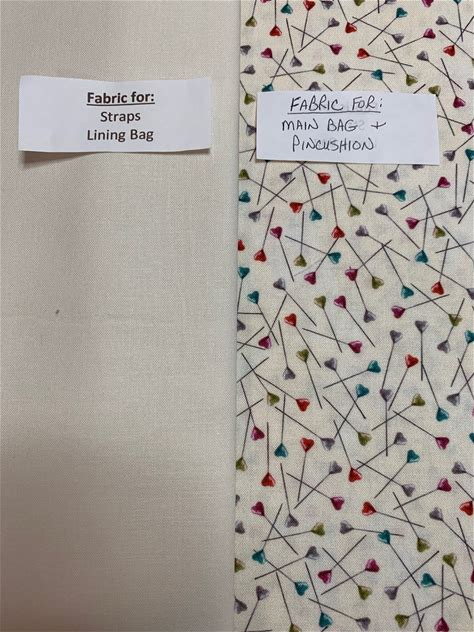 Fabric for:
Straps
Lining Bag
FABRIC FOR:
MAIN BAG +
PINCUSHION